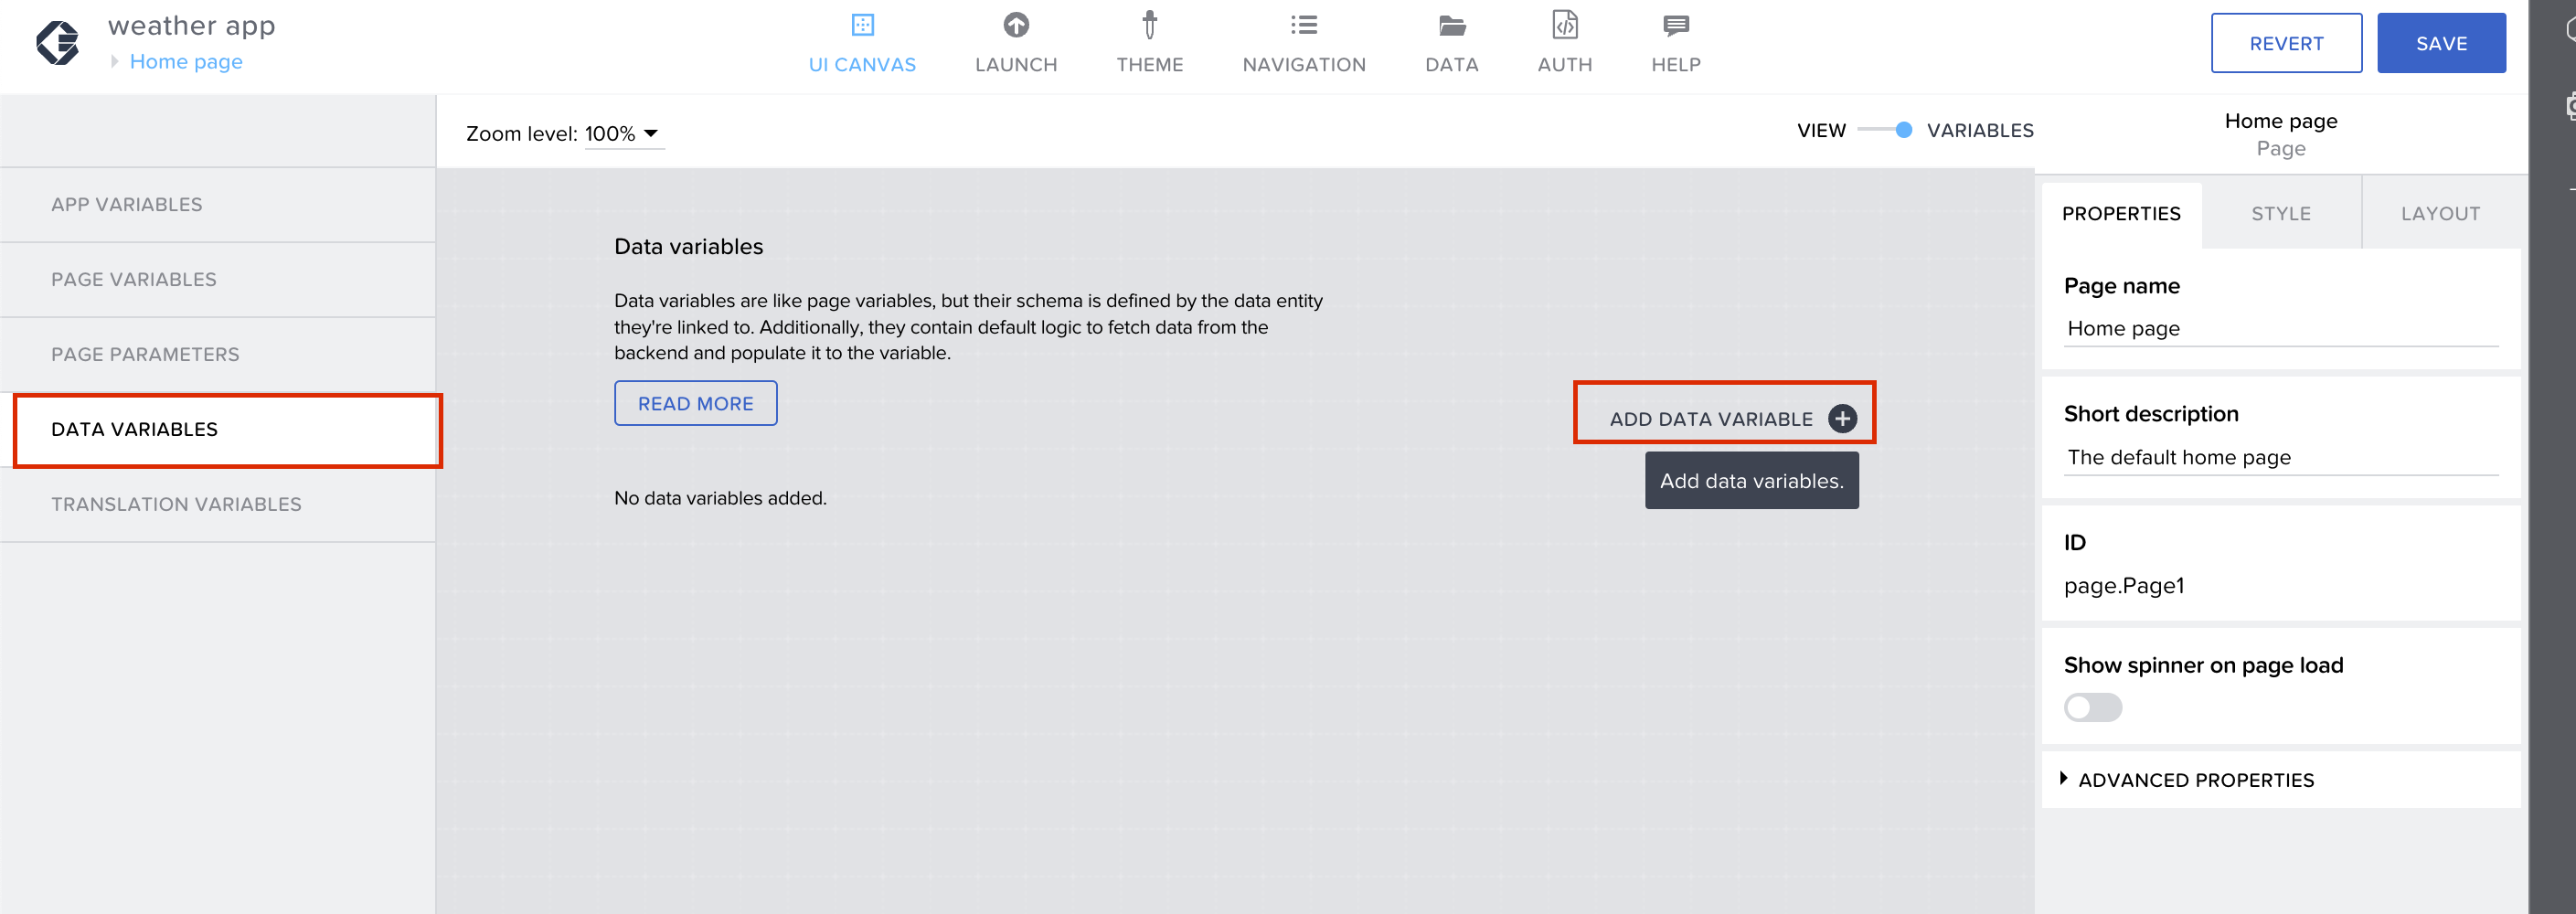 weather app
Home page
UI CANVAS
LAUNCH
THEME
NAVIGATION
DATA
AUTH
HELP
REVERT
SAVE
Zoom level: 100%
VIEW
VARIABLES
Home page
Page
APP VARIABLES
PAGE VARIABLES
PAGE PARAMETERS
DATA VARIABLES
TRANSLATION VARIABLES
Data variables
Data variables are like page variables, but their schema is defined by the data entity
they're linked to. Additionally, they contain default logic to fetch data from the
backend and populate it to the variable.
READ MORE
ADD DATA VARIABLE
Add data variables.
No data variables added.
PROPERTIES
STYLE
LAYOUT
Page name
Home page
Short description
The default home page
ID
page.Page1
Show spinner on page load
ADVANCED PROPERTIES